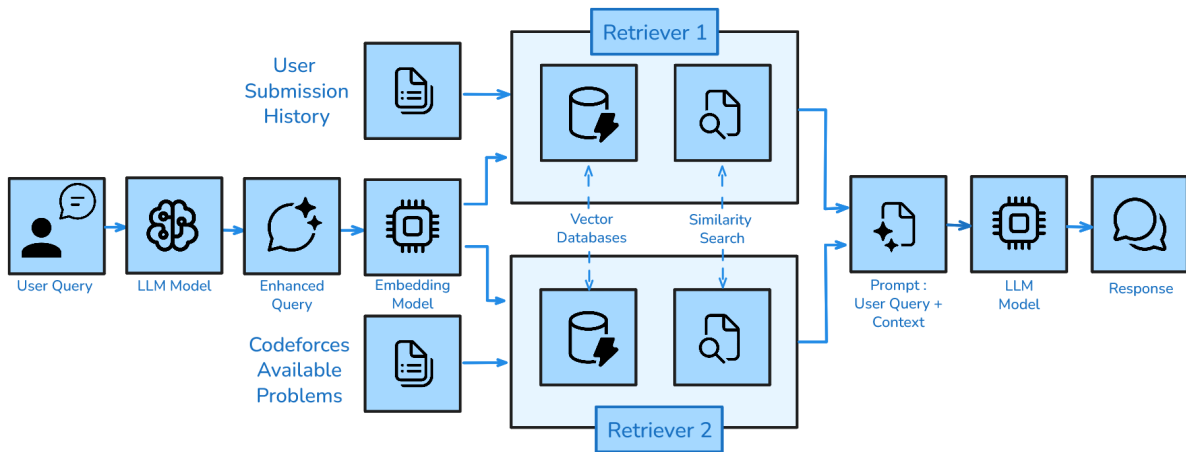 Retriever 1
User
Submission
History
Vector
Databases
Similarity
Search
User Query
LLM Model
Enhanced
Query
Embedding
Model
Prompt :
User Query +
Context
LLM
Model
Response
Codeforces
Available
Problems
Retriever 2